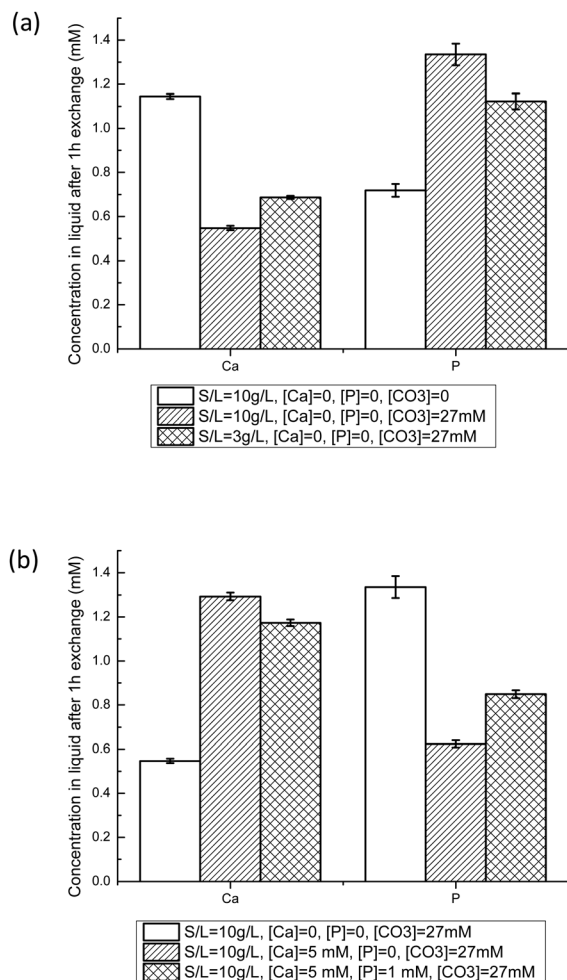 (a)
Concentration in liquid after 1h exchange (mM)
1.4
1.2
1.0
0.8
0.6
0.4
0.2
0.0
Ca
P
S/L=10g/L, [Ca]=0, [P]=0, [CO3]=0
S/L=10g/L, [Ca]=0, [P]=0, [CO3]=27mM
S/L=3g/L, [Ca]=0, [P]=0, [CO3]=27mM
(b)
Concentration in liquid after 1h exchange (mM)
1.4
1.2
1.0
0.8
0.6
0.4
0.2
0.0
Ca
P
S/L=10g/L, [Ca]=0, [P]=0, [CO3]=27mM
S/L=10g/L, [Ca]=5 mM, [P]=0, [CO3]=27mM
S/L=10g/L, [Ca]=5 mM, [P]=1 mM, [CO3]=27mM